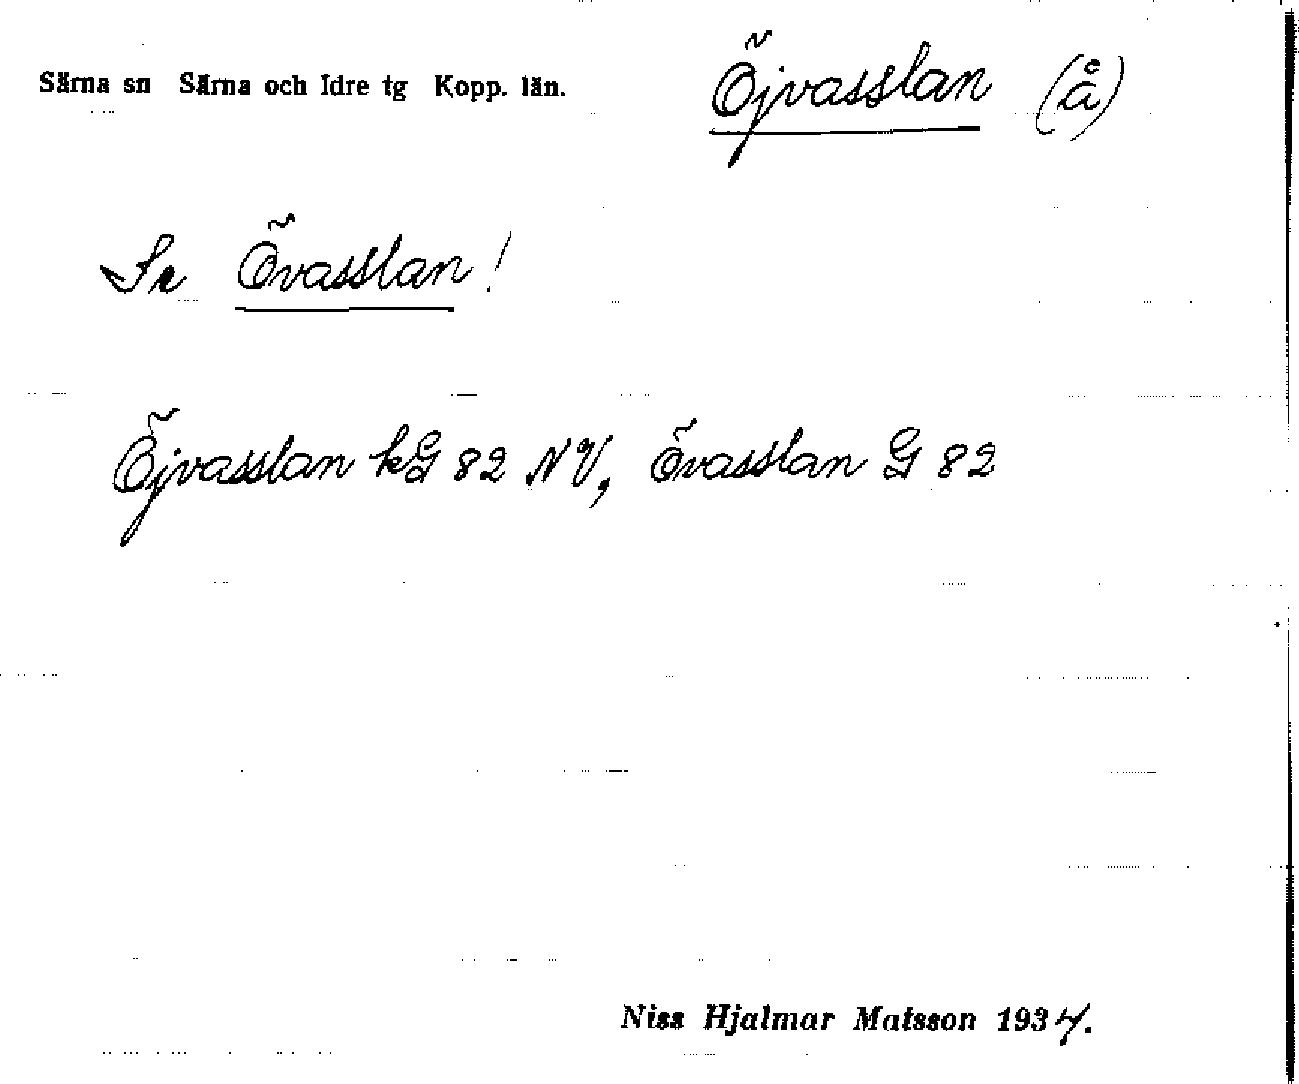 Särna sn Särna och Idre tg Kopp. län.
Öjvasslan (å)
Se Övasslan!
Öjvasslan kG 82 NV, Övasslan G 82
Niss Hjalmar Matsson 1934.